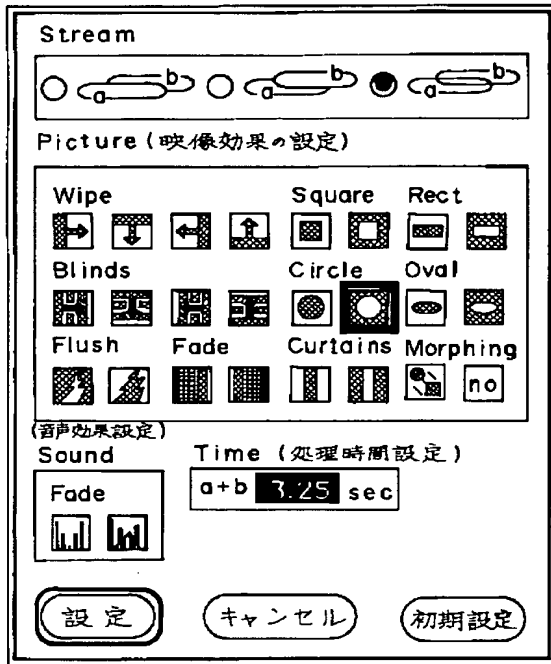 Stream
a b a b a b
Picture (映像効果の設定)
Wipe Square Rect
Blinds Circle Oval
Flush Fade Curtains Morphing
no
(音声効果設定)
Sound Time (処理時間設定)
Fade a+b 3.25 sec
設定 キャンセル 初期設定